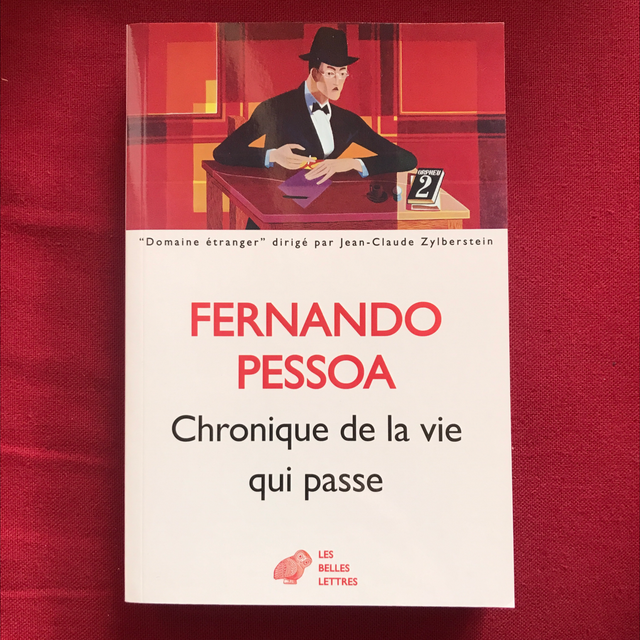 ORPHEU
2
"Domaine étranger" dirigé par Jean-Claude Zylberstein
FERNANDO
PESSOA
Chronique de la vie
qui passe
LES
BELLES
LETTRES